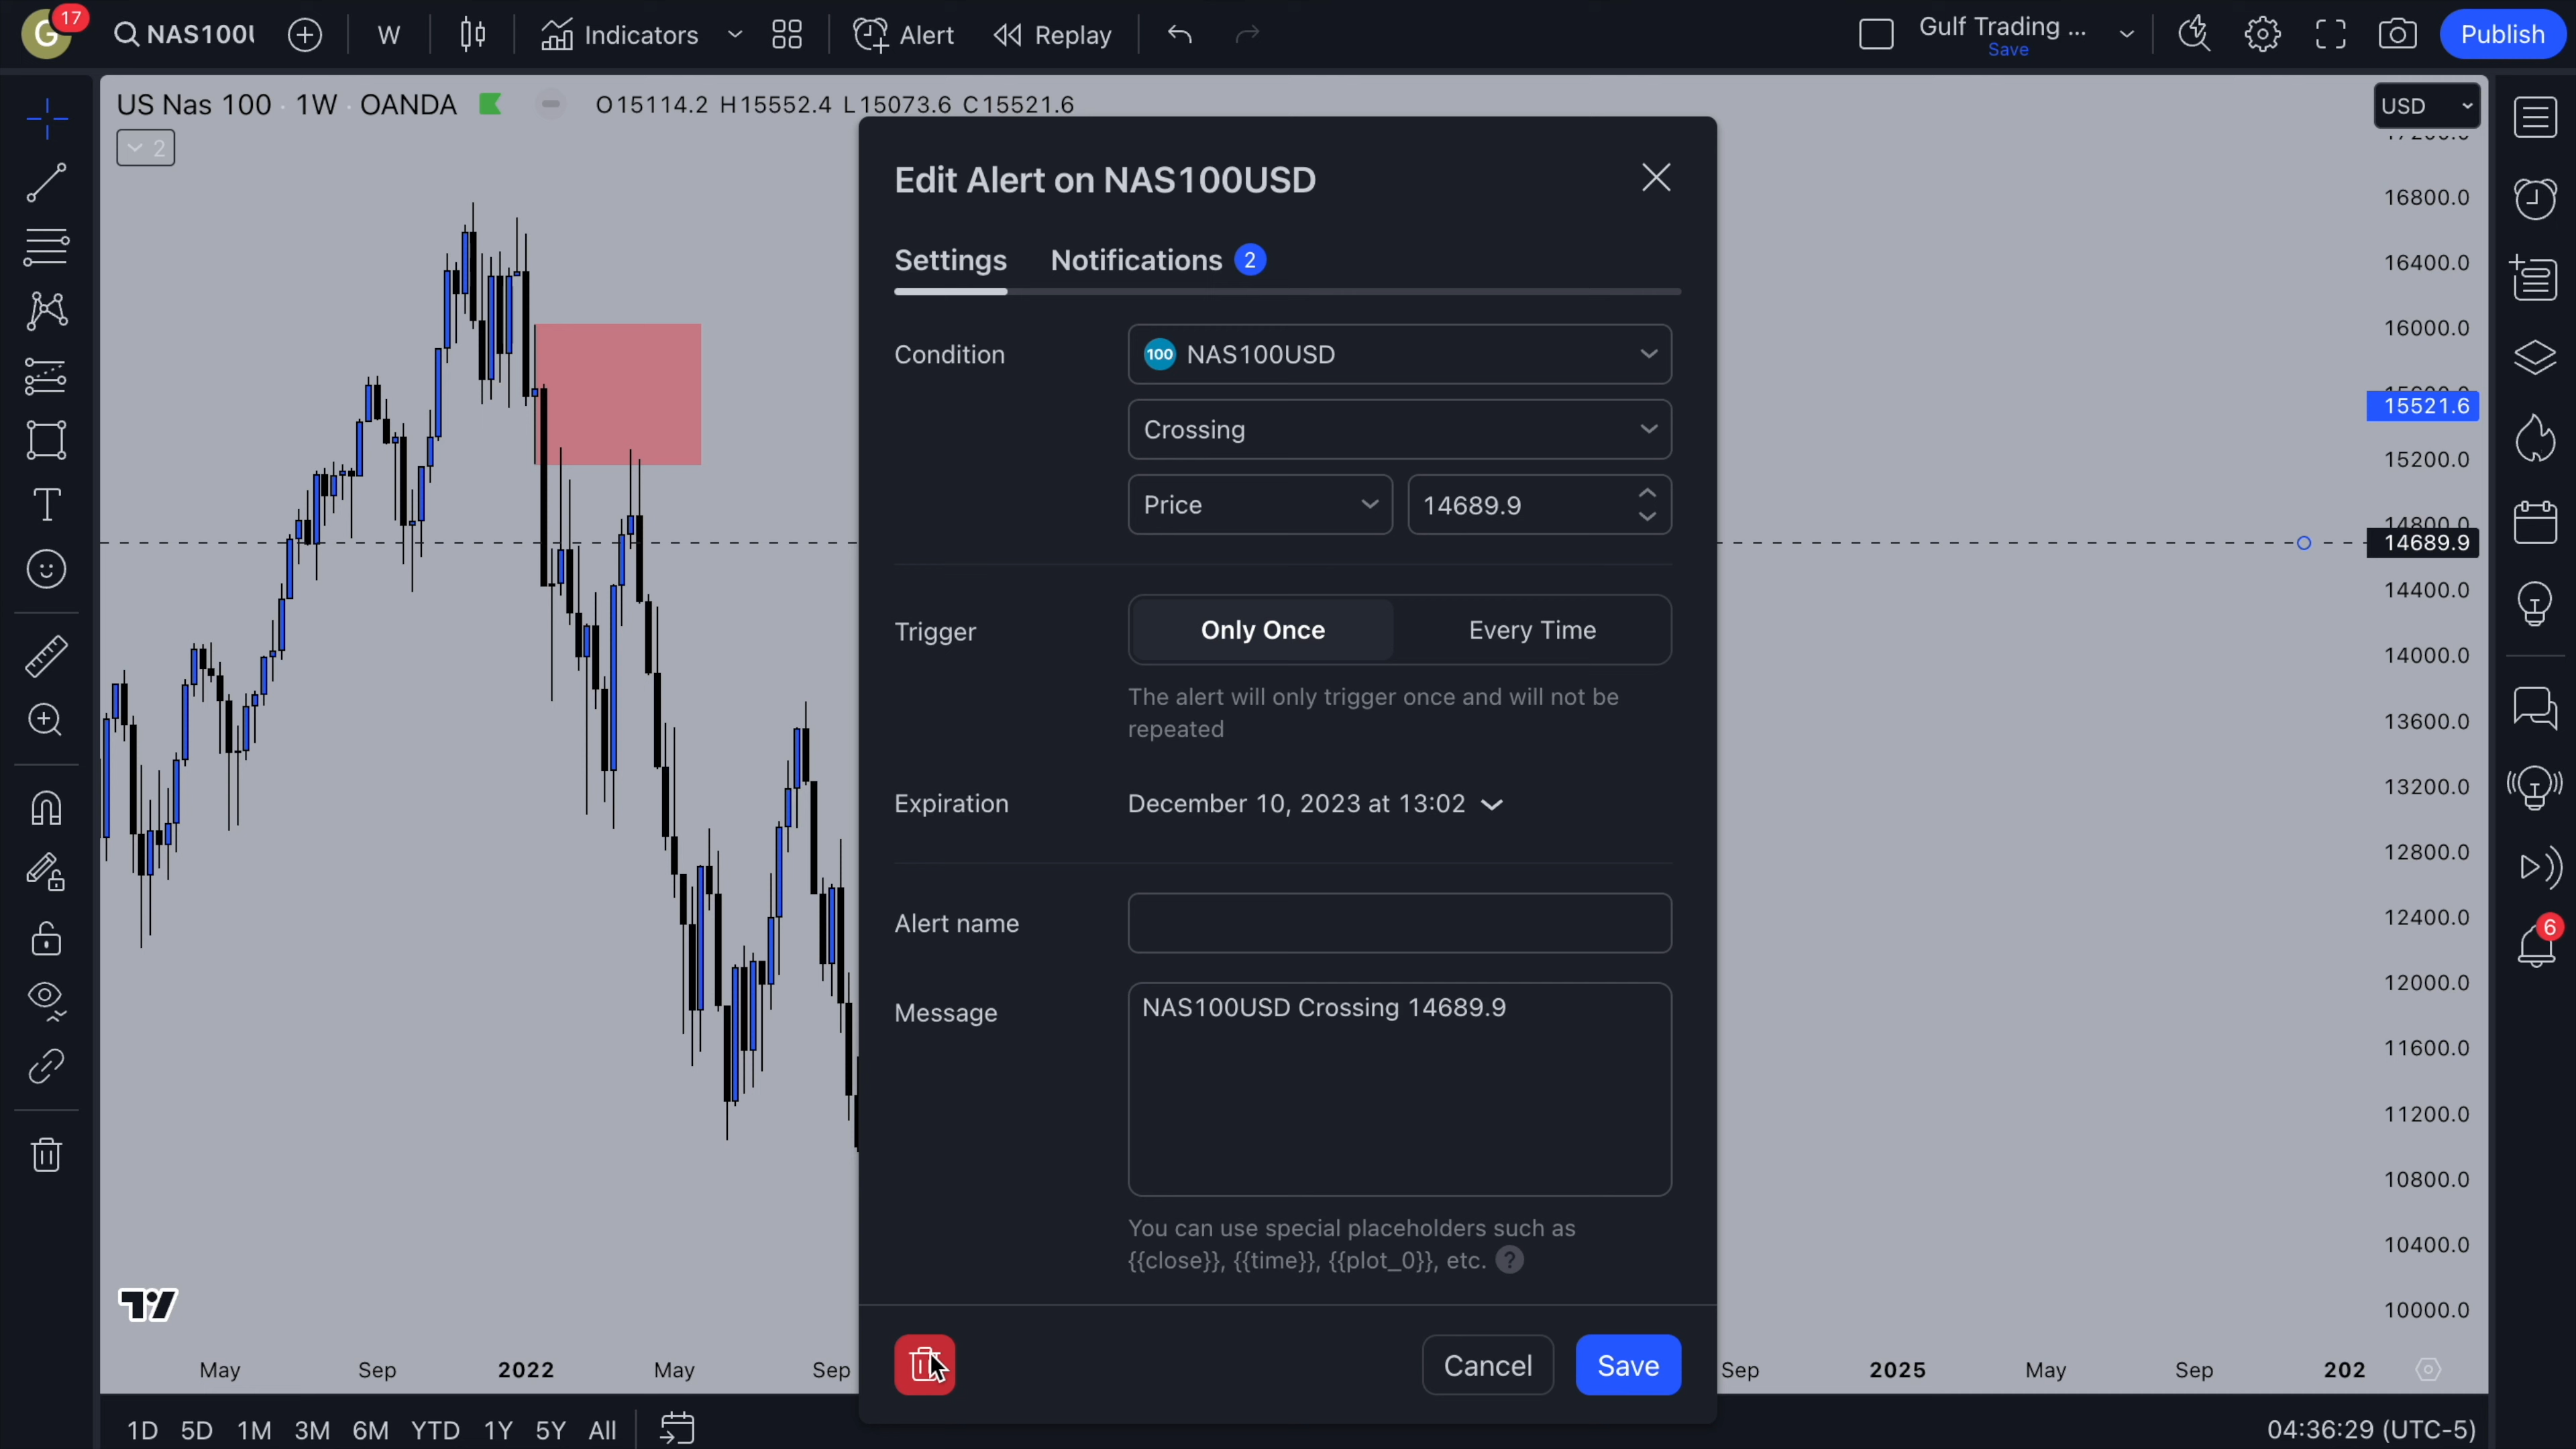 G 17 NAS100U W Indicators Alert Replay Gulf Trading ... Save Publish
US Nas 100 · 1W · OANDA O15114.2 H15552.4 L15073.6 C15521.6 USD
2
Edit Alert on NAS100USD
Settings Notifications 2
Condition 100 NAS100USD
Crossing
Price 14689.9
Trigger Only Once Every Time
The alert will only trigger once and will not be
repeated
Expiration December 10, 2023 at 13:02
Alert name
Message NAS100USD Crossing 14689.9
You can use special placeholders such as
{{close}}, {{time}}, {{plot_0}}, etc. ?
Cancel Save
16800.0
16400.0
16000.0
15521.6
15200.0
14800.0
14689.9
14400.0
14000.0
13600.0
13200.0
12800.0
12400.0
12000.0
11600.0
11200.0
10800.0
10400.0
10000.0
6
May Sep 2022 May Sep Sep 2025 May Sep 202
1D 5D 1M 3M 6M YTD 1Y 5Y All 04:36:29 (UTC-5)